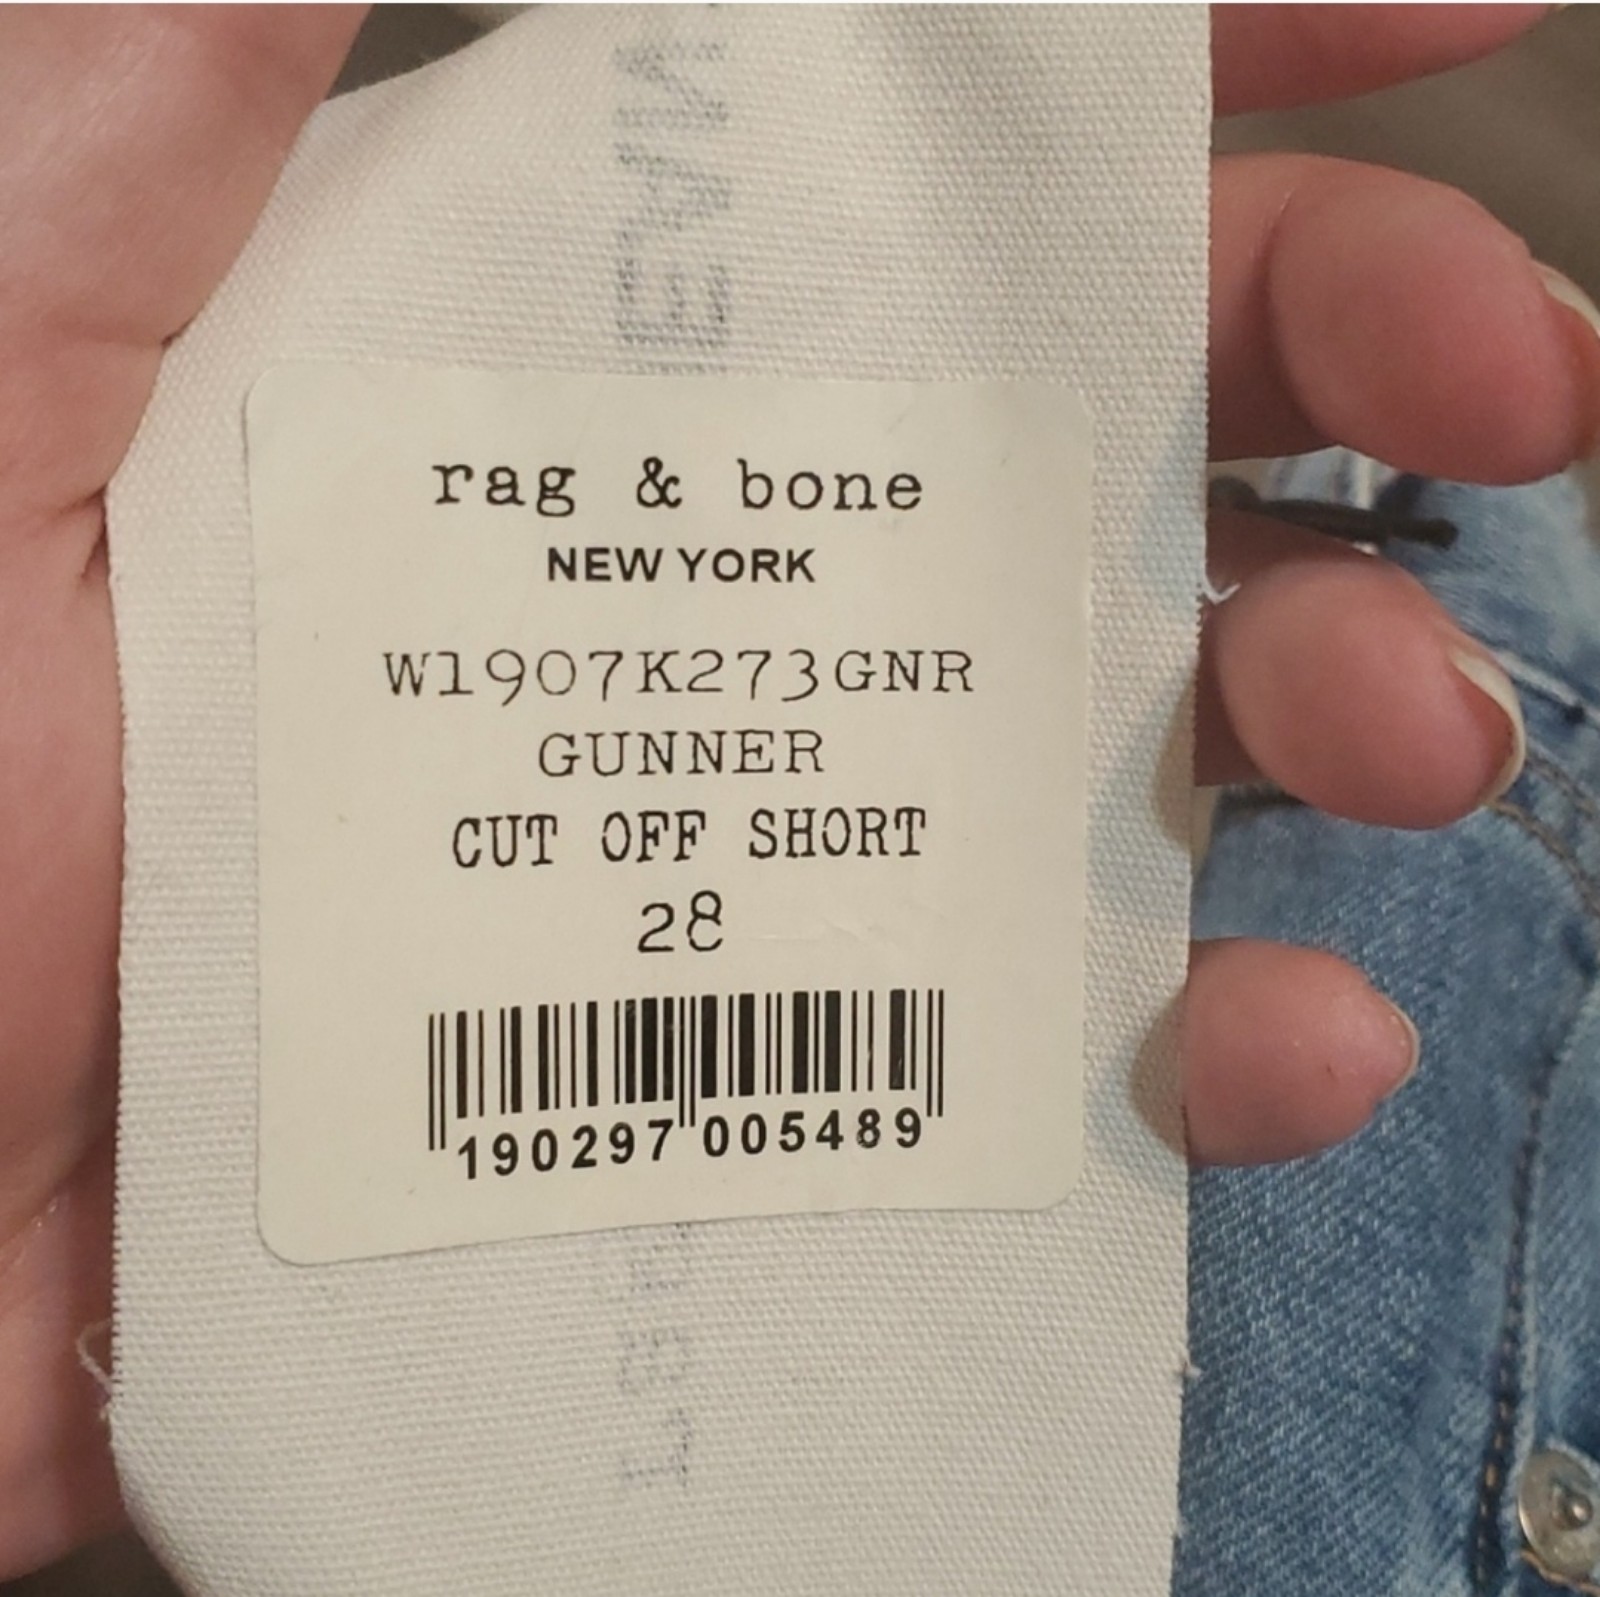 rag & bone
NEW YORK
W1907K273GNR
GUNNER
CUT OFF SHORT
28
190297 005489